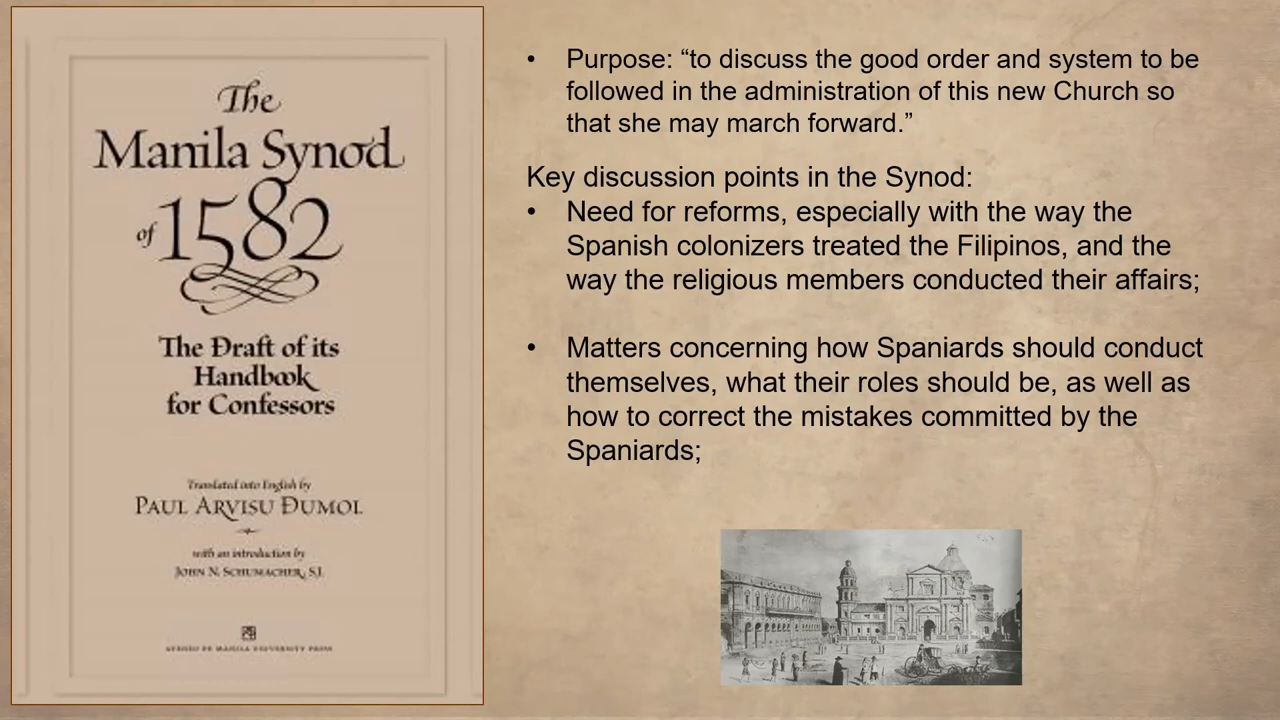 The
Manila Synod
of 1582
The Draft of its
Handbook
for Confessors
Translated into English by
PAUL ARVISU DUMOL
with an introduction by
JOHN N. SCHUMACHER, S.J.
ATENEO DE MANILA UNIVERSITY PRESS
• Purpose: “to discuss the good order and system to be
followed in the administration of this new Church so
that she may march forward.”
Key discussion points in the Synod:
• Need for reforms, especially with the way the
Spanish colonizers treated the Filipinos, and the
way the religious members conducted their affairs;
• Matters concerning how Spaniards should conduct
themselves, what their roles should be, as well as
how to correct the mistakes committed by the
Spaniards;